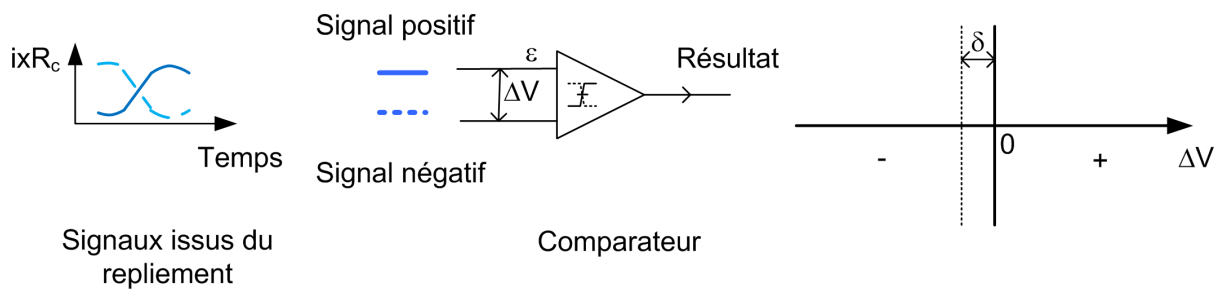 Signal positif
ixRc
ε
ΔV
Résultat
δ
Temps
Signal négatif
0
-
+
ΔV
Signaux issus du
repliement
Comparateur